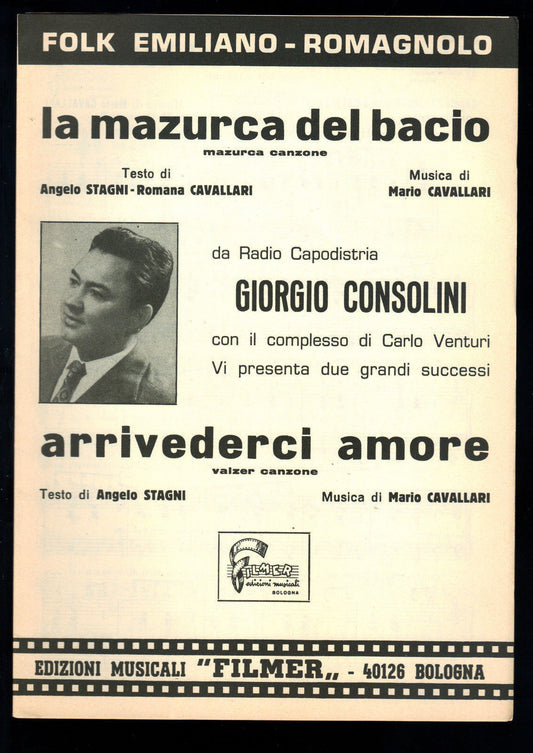 FOLK EMILIANO - ROMAGNOLO
la mazurca del bacio
mazurca canzone
Testo di
Angelo STAGNI - Romana CAVALLARI
Musica di
Mario CAVALLARI
da Radio Capodistria
GIORGIO CONSOLINI
con il complesso di Carlo Venturi
Vi presenta due grandi successi
arrivederci amore
valzer canzone
Testo di Angelo STAGNI
Musica di Mario CAVALLARI
FILMER
edizioni musicali
BOLOGNA
EDIZIONI MUSICALI "FILMER„ - 40126 BOLOGNA